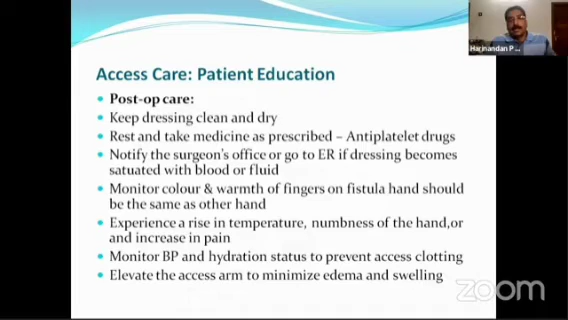 Harinandan P ...
Access Care: Patient Education
Post-op care:
Keep dressing clean and dry
Rest and take medicine as prescribed – Antiplatelet drugs
Notify the surgeon's office or go to ER if dressing becomes
satuated with blood or fluid
Monitor colour & warmth of fingers on fistula hand should
be the same as other hand
Experience a rise in temperature, numbness of the hand,or
and increase in pain
Monitor BP and hydration status to prevent access clotting
Elevate the access arm to minimize edema and swelling
zoom